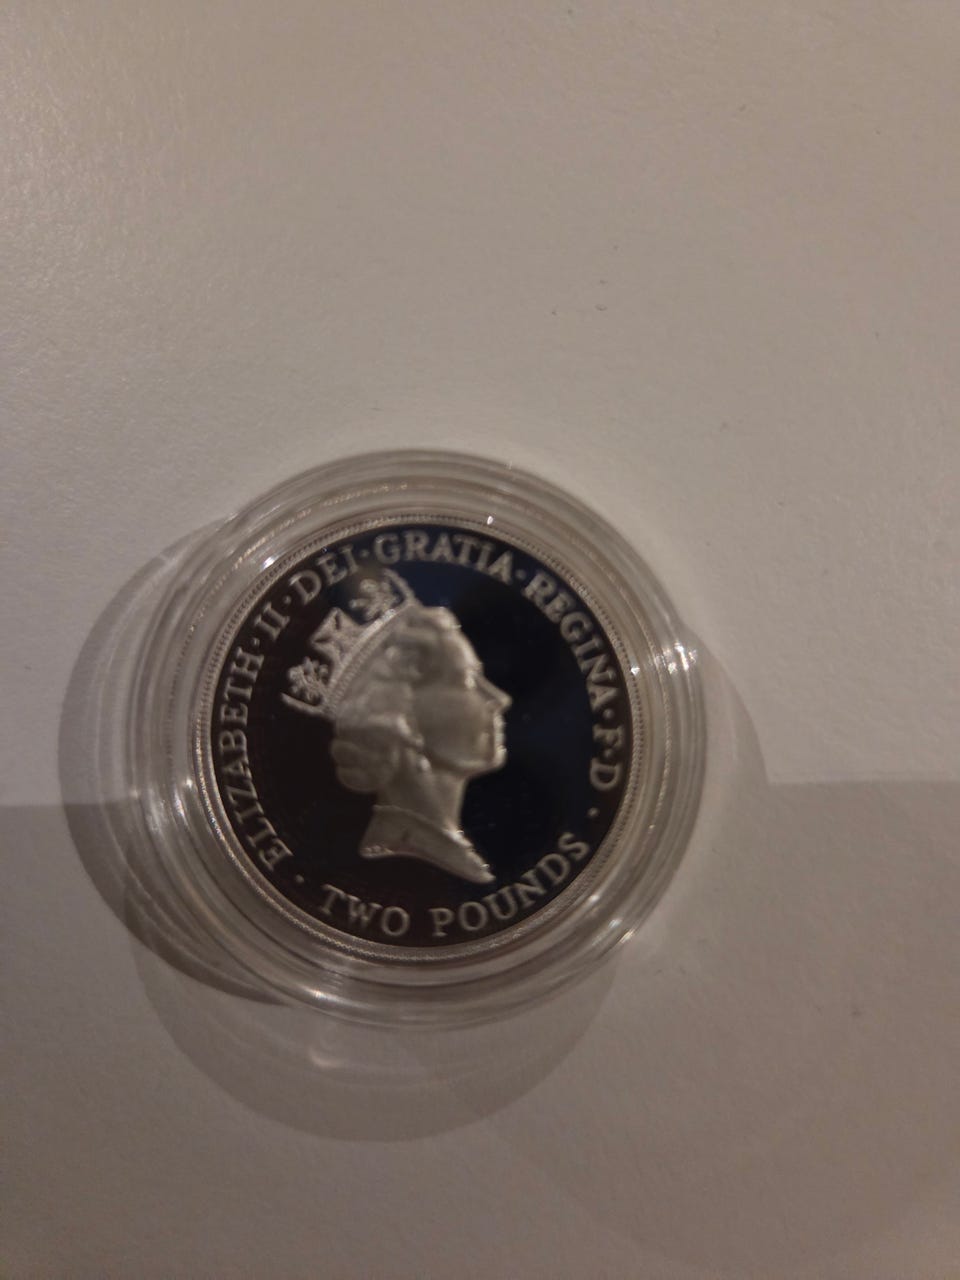 ELIZABETH·II·DEI·GRATIA·REGINA·F·D·
TWO POUNDS·